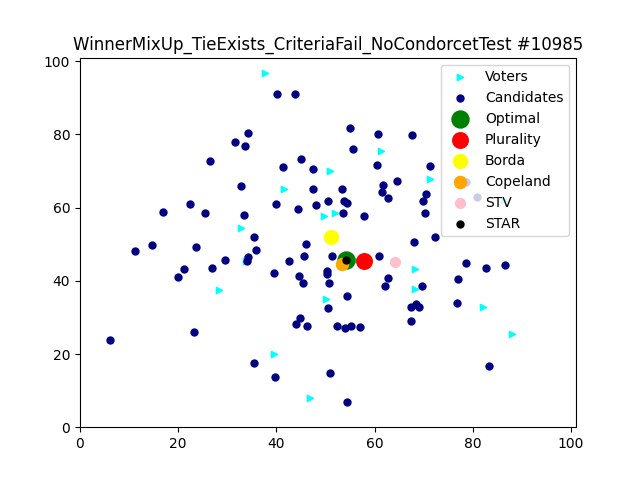 WinnerMixUp_TieExists_CriteriaFail_NoCondorcetTest #10985
100
80
60
40
20
0
0 20 40 60 80 100
Voters
Candidates
Optimal
Plurality
Borda
Copeland
STV
STAR